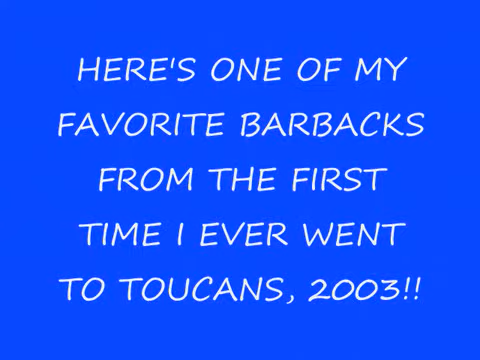 HERE'S ONE OF MY
FAVORITE BARBACKS
FROM THE FIRST
TIME I EVER WENT
TO TOUCANS, 2003!!